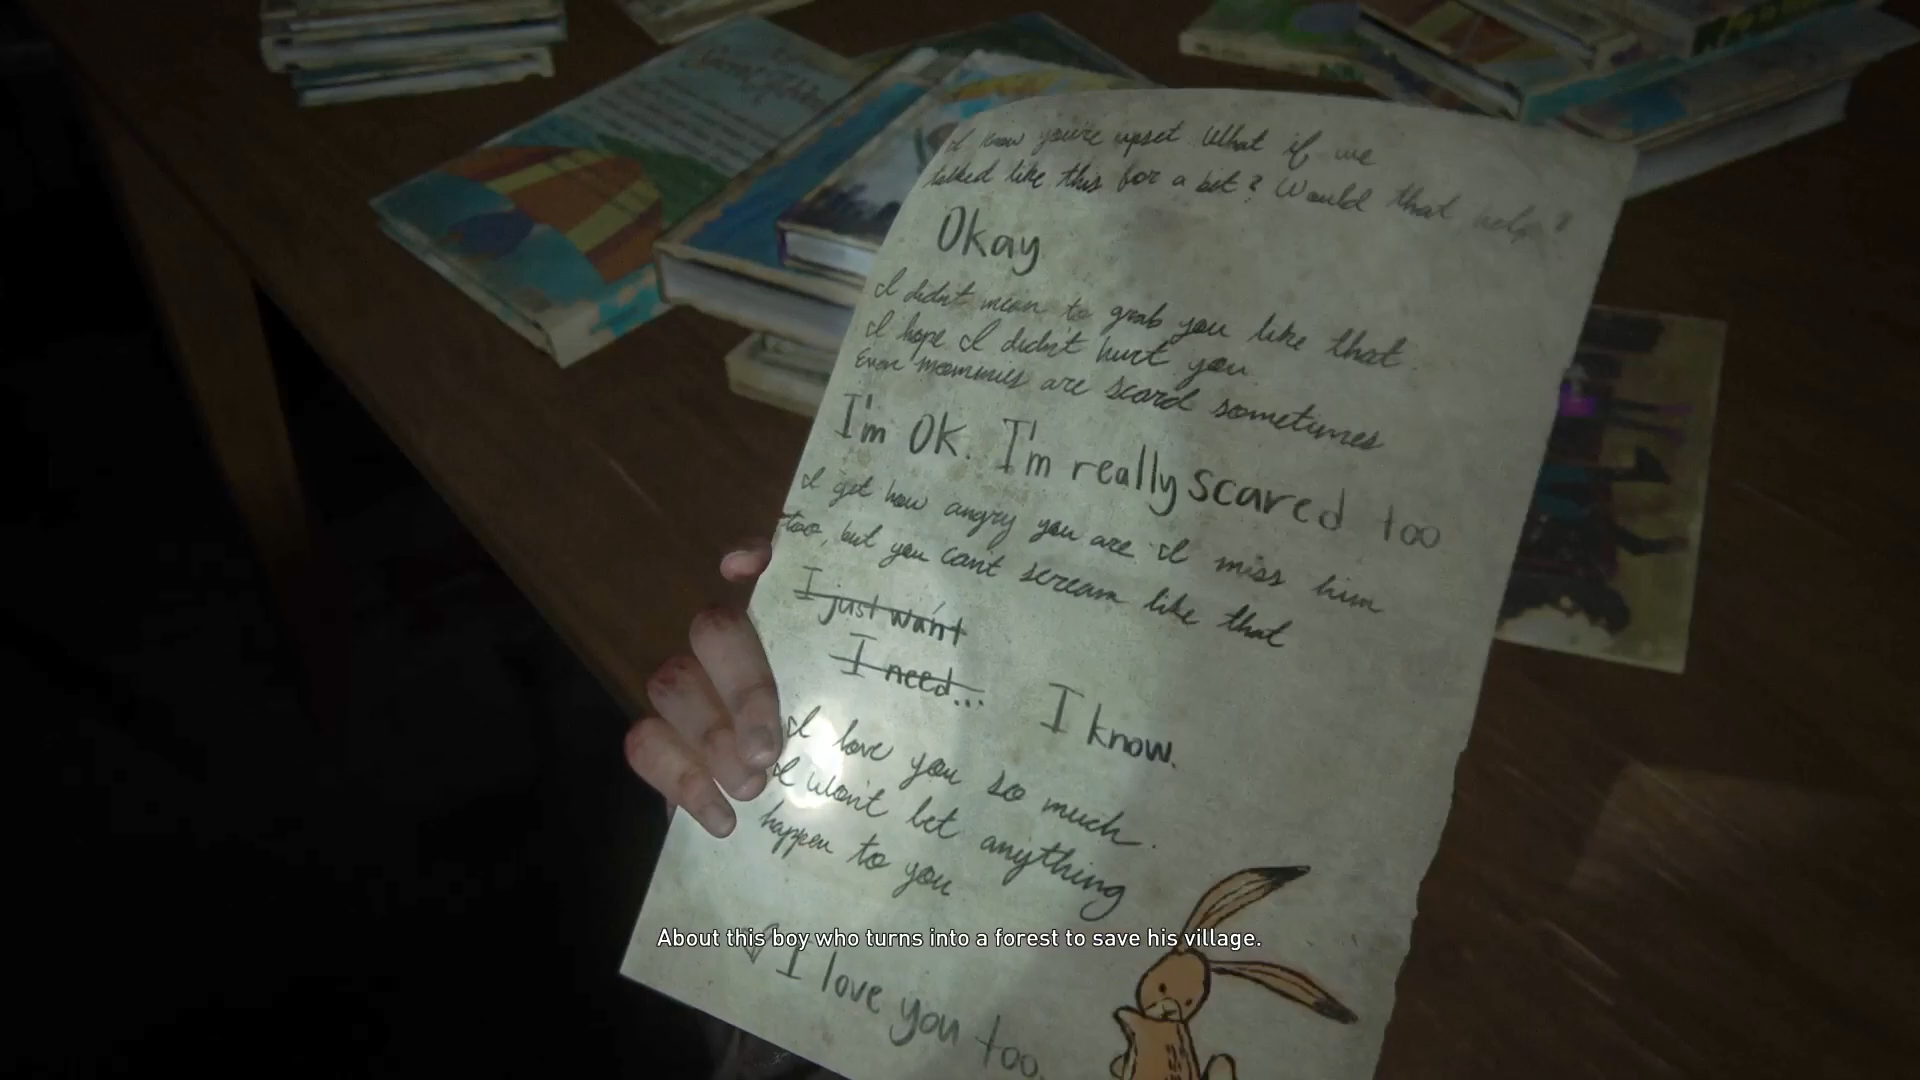 I know you're upset. What if we
talked like this for a bit? Would that help?
Okay
I didn't mean to grab you like that.
I hope I didn't hurt you.
Even mommies are scard sometimes
I'm OK. I'm really scared too
I get how angry you are I miss him
too, but you can't scream like that
I just want
I need...
I know.
I love you so much.
I won't let anything
happen to you
About this boy who turns into a forest to save his village.
I love you too.